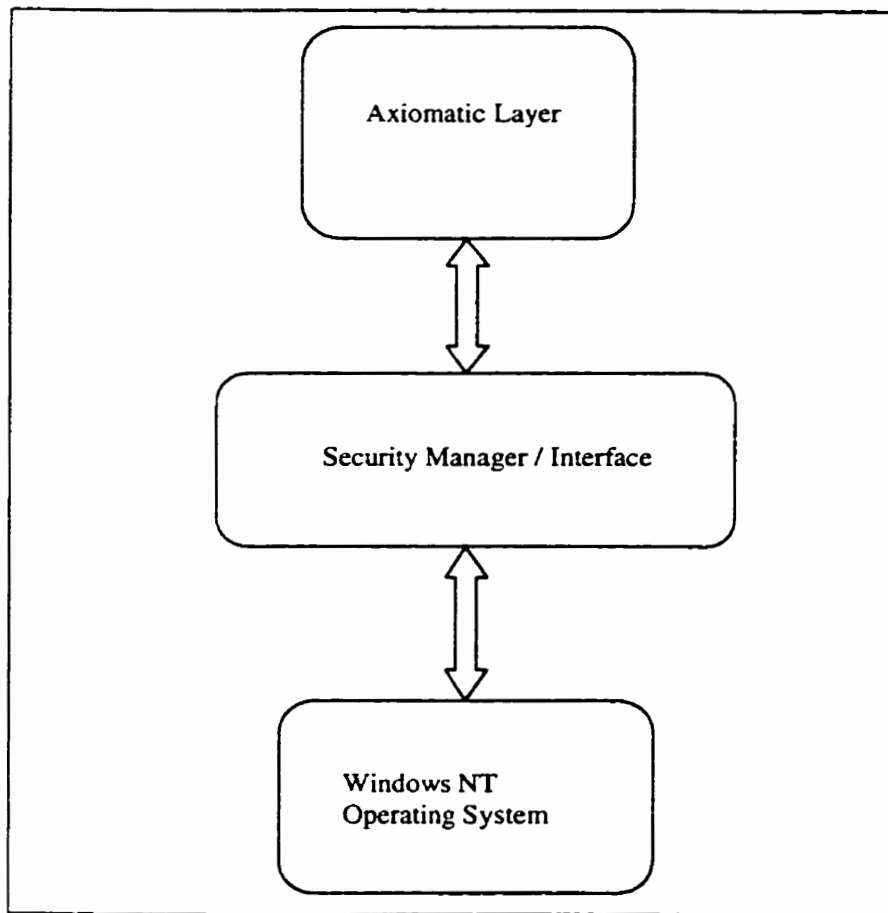 Axiomatic Layer
Security Manager / Interface
Windows NT
Operating System